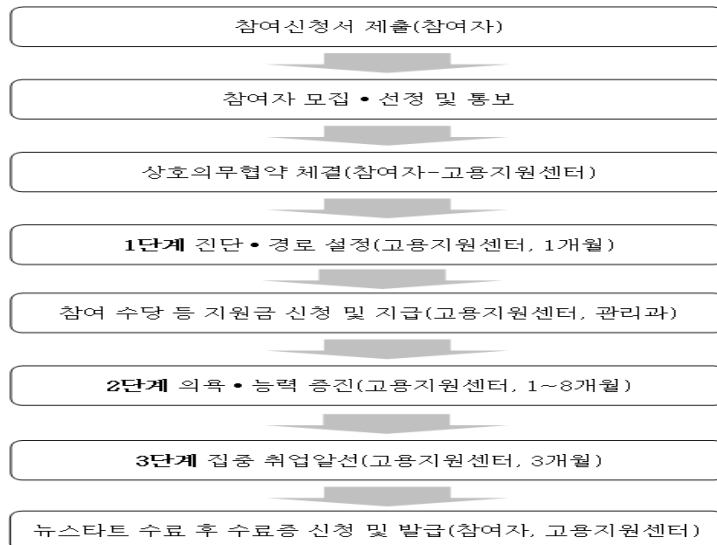 참여신청서 제출(참여자)
참여자 모집 • 선정 및 통보
상호의무협약 체결(참여자-고용지원센터)
1단계 진단 • 경로 설정(고용지원센터, 1개월)
참여 수당 등 지원금 신청 및 지급(고용지원센터, 관리과)
2단계 의욕 • 능력 증진(고용지원센터, 1~8개월)
3단계 집중 취업알선(고용지원센터, 3개월)
뉴스타트 수료 후 수료증 신청 및 발급(참여자, 고용지원센터)